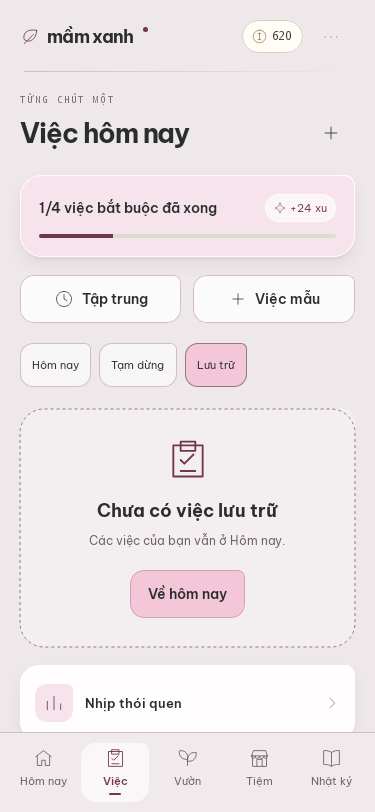 mầm xanh
620
TỪNG CHÚT MỘT
Việc hôm nay
1/4 việc bắt buộc đã xong
+24 xu
Tập trung
Việc mẫu
Hôm nay
Tạm dừng
Lưu trữ
Chưa có việc lưu trữ
Các việc của bạn vẫn ở Hôm nay.
Về hôm nay
Nhịp thói quen
Hôm nay
Việc
Vườn
Tiệm
Nhật ký